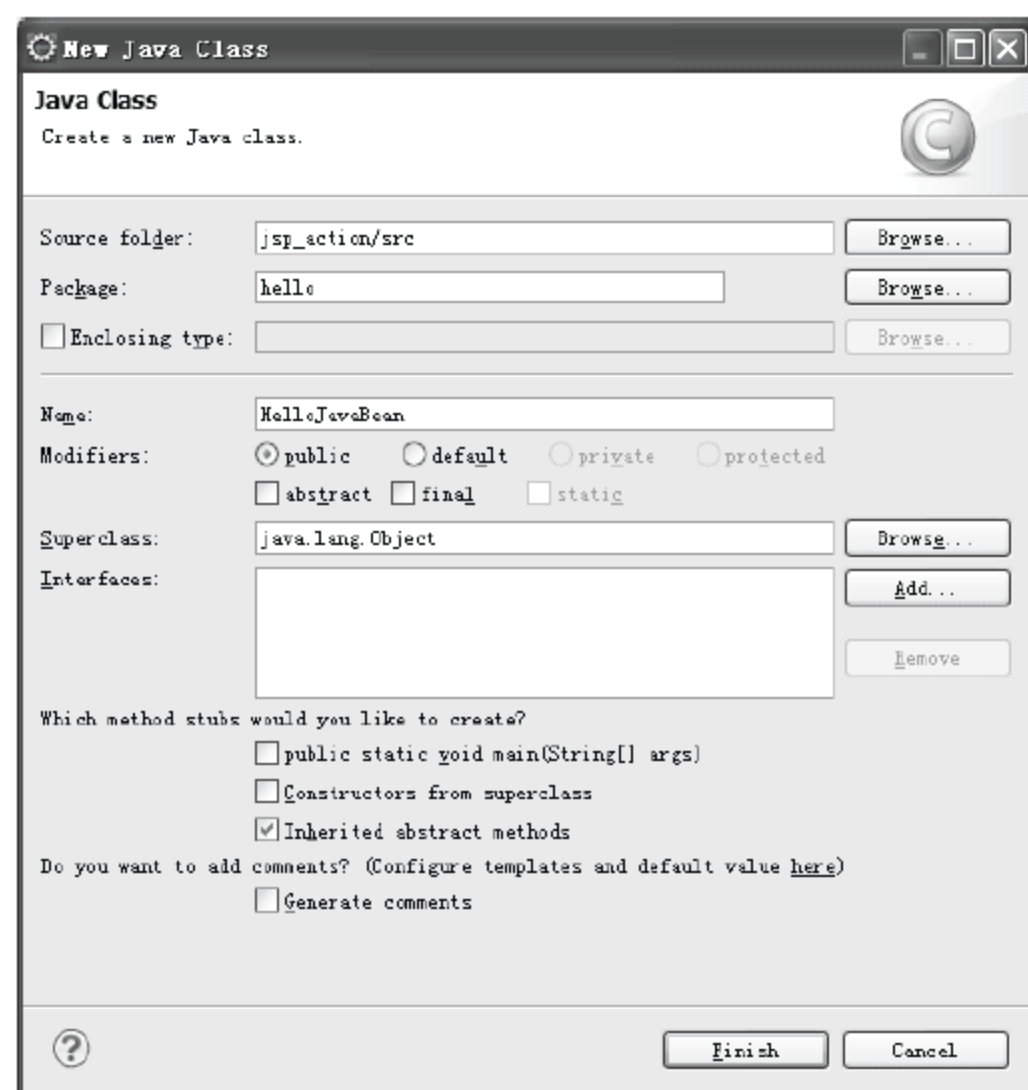 New Java Class
Java Class
Create a new Java class.
Source folder: jsp_action/src Browse...
Package: hello Browse...
Enclosing type: Browse...
Name: HelloJavaBean
Modifiers: public default private protected
abstract final static
Superclass: java.lang.Object Browse...
Interfaces: Add...
Remove
Which method stubs would you like to create?
public static void main(String[] args)
Constructors from superclass
Inherited abstract methods
Do you want to add comments? (Configure templates and default value here)
Generate comments
? Finish Cancel